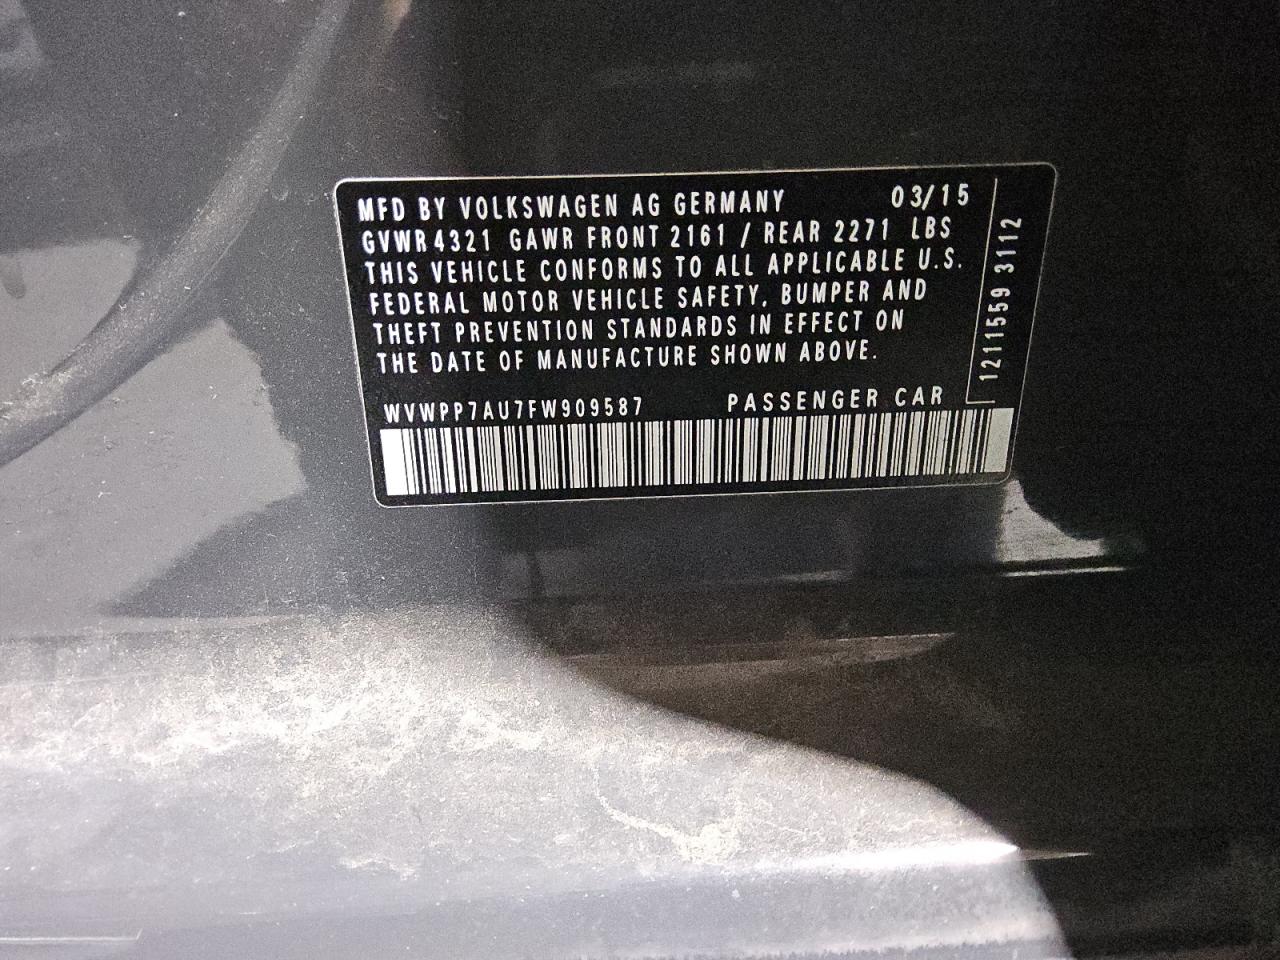 MFD BY VOLKSWAGEN AG GERMANY 03/15
GVWR 4321 GAWR FRONT 2161 / REAR 2271 LBS
THIS VEHICLE CONFORMS TO ALL APPLICABLE U.S.
FEDERAL MOTOR VEHICLE SAFETY, BUMPER AND
THEFT PREVENTION STANDARDS IN EFFECT ON
THE DATE OF MANUFACTURE SHOWN ABOVE.
WVWPP7AU7FW909587 PASSENGER CAR
1211559 3112